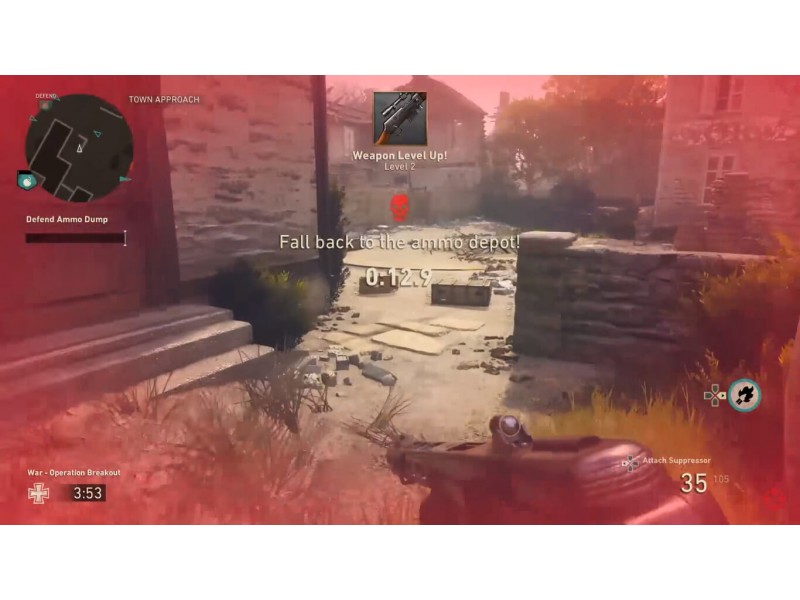 DEFEND
TOWN APPROACH
Weapon Level Up!
Level 2
Defend Ammo Dump
Fall back to the ammo depot!
0:12.9
War - Operation Breakout
3:53
Attach Suppressor
35 105